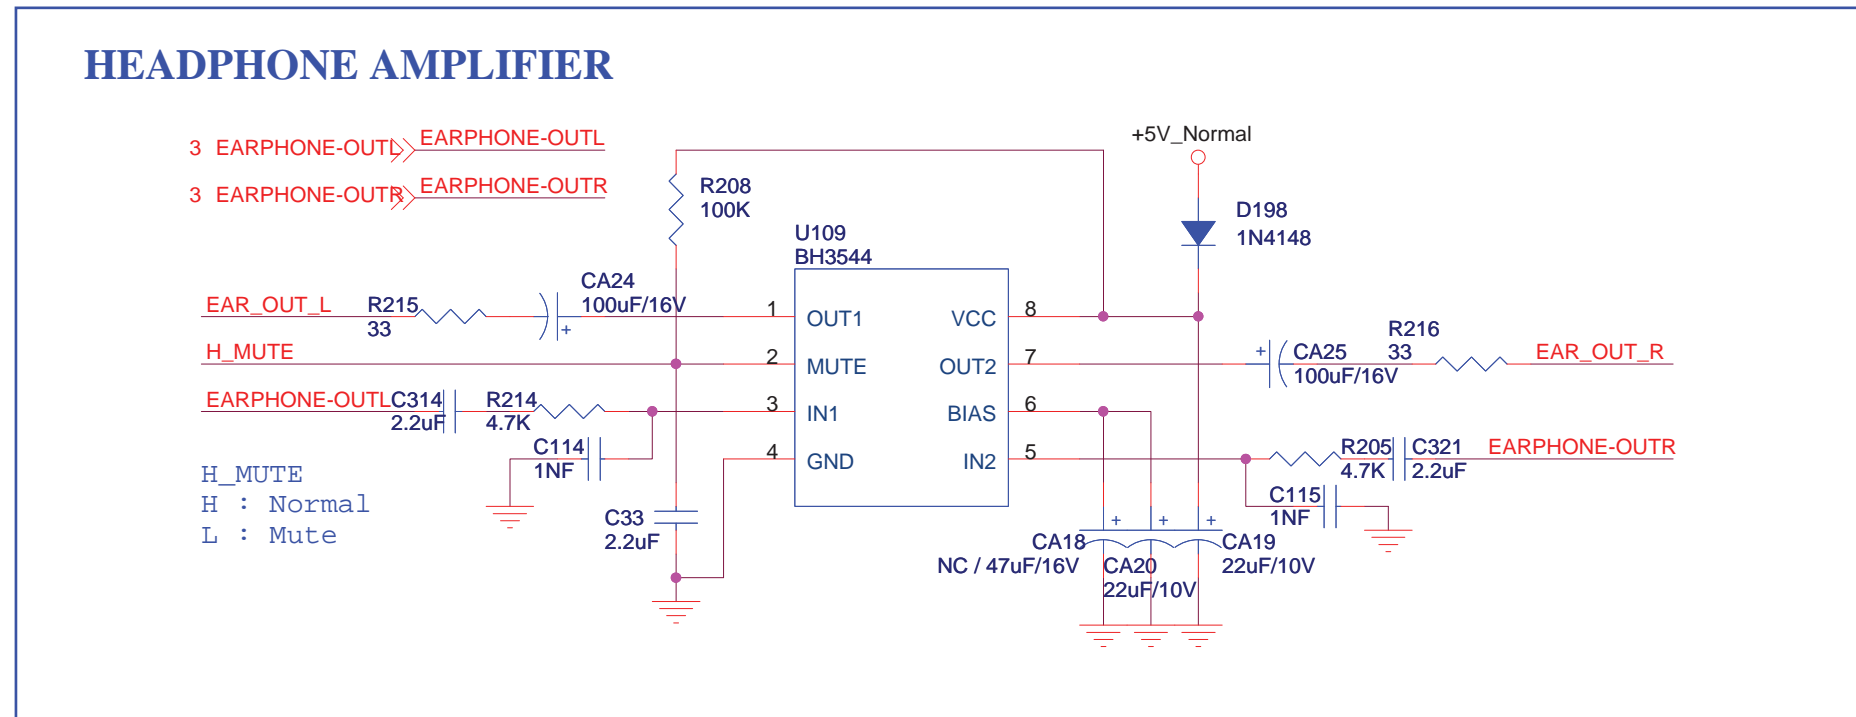 HEADPHONE AMPLIFIER
3 EARPHONE-OUTL
EARPHONE-OUTL
3 EARPHONE-OUTR
EARPHONE-OUTR
+5V_Normal
R208
100K
D198
1N4148
U109
BH3544
CA24
100uF/16V
EAR_OUT_L
R215
33
+
1
OUT1
VCC
8
H_MUTE
2
MUTE
OUT2
7
+
CA25
100uF/16V
R216
33
EAR_OUT_R
EARPHONE-OUTL
C314
2.2uF
R214
4.7K
3
IN1
BIAS
6
C114
1NF
4
GND
IN2
5
R205
4.7K
C321
2.2uF
EARPHONE-OUTR
C115
1NF
H_MUTE
H : Normal
L : Mute
C33
2.2uF
+
+
+
CA18
NC / 47uF/16V
CA20
22uF/10V
CA19
22uF/10V